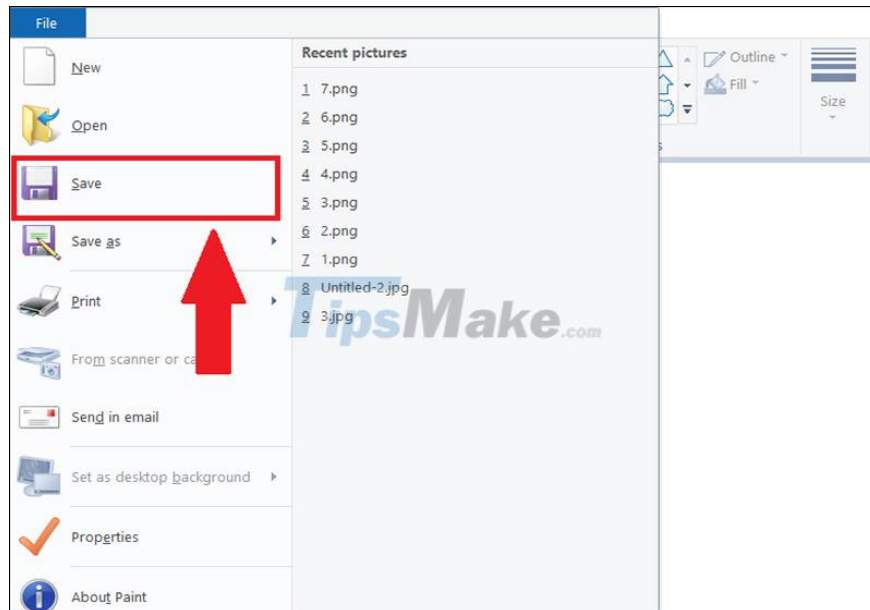 File
New
Open
Save
Save as
Print
From scanner or ca
Send in email
Set as desktop background
Properties
About Paint
Recent pictures
1 7.png
2 6.png
3 5.png
4 4.png
5 3.png
6 2.png
7 1.png
8 Untitled-2.jpg
9 3.jpg
Outline
Fill
Size
TipsMake.com